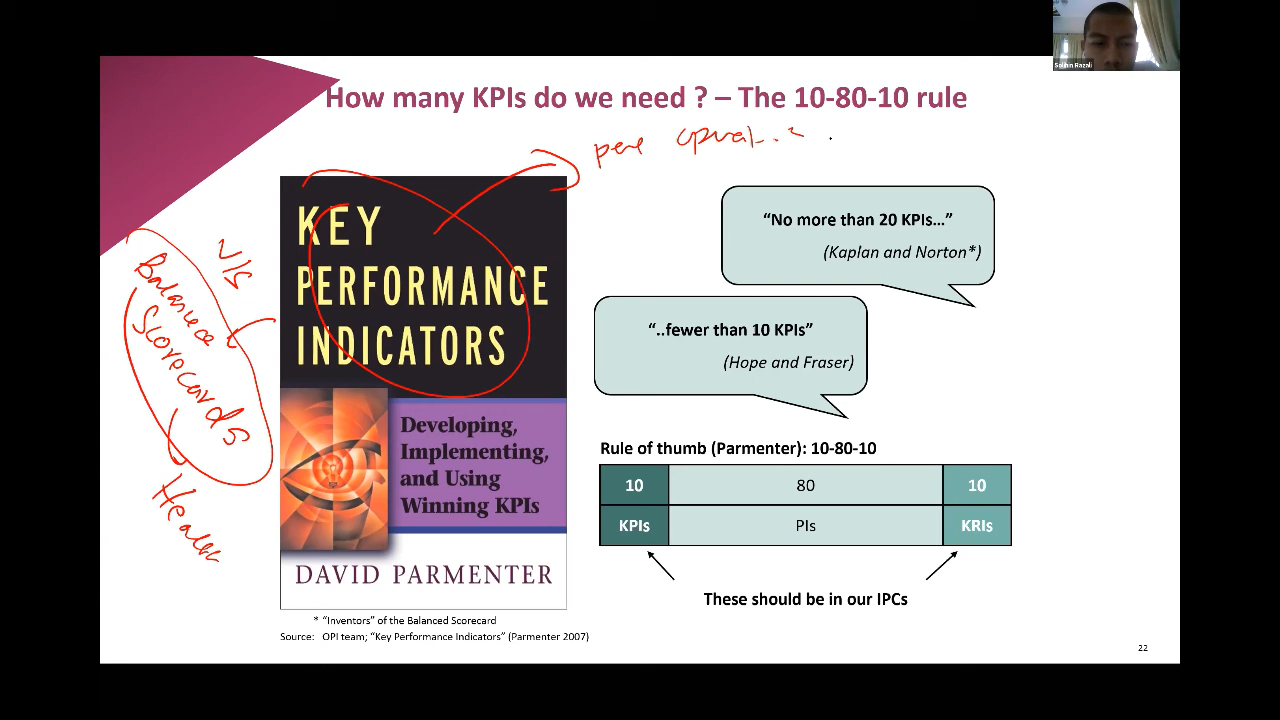 Solihin Razali
How many KPIs do we need ? – The 10-80-10 rule
KEY
PERFORMANCE
INDICATORS
Developing,
Implementing,
and Using
Winning KPIs
DAVID PARMENTER
V/S
Balance
Scorecards
“No more than 20 KPIs...”
(Kaplan and Norton*)
“..fewer than 10 KPIs”
(Hope and Fraser)
Rule of thumb (Parmenter): 10-80-10
10 80 10
KPIs PIs KRIs
These should be in our IPCs
* “Inventors” of the Balanced Scorecard
Source: OPI team; “Key Performance Indicators” (Parmenter 2007)
22